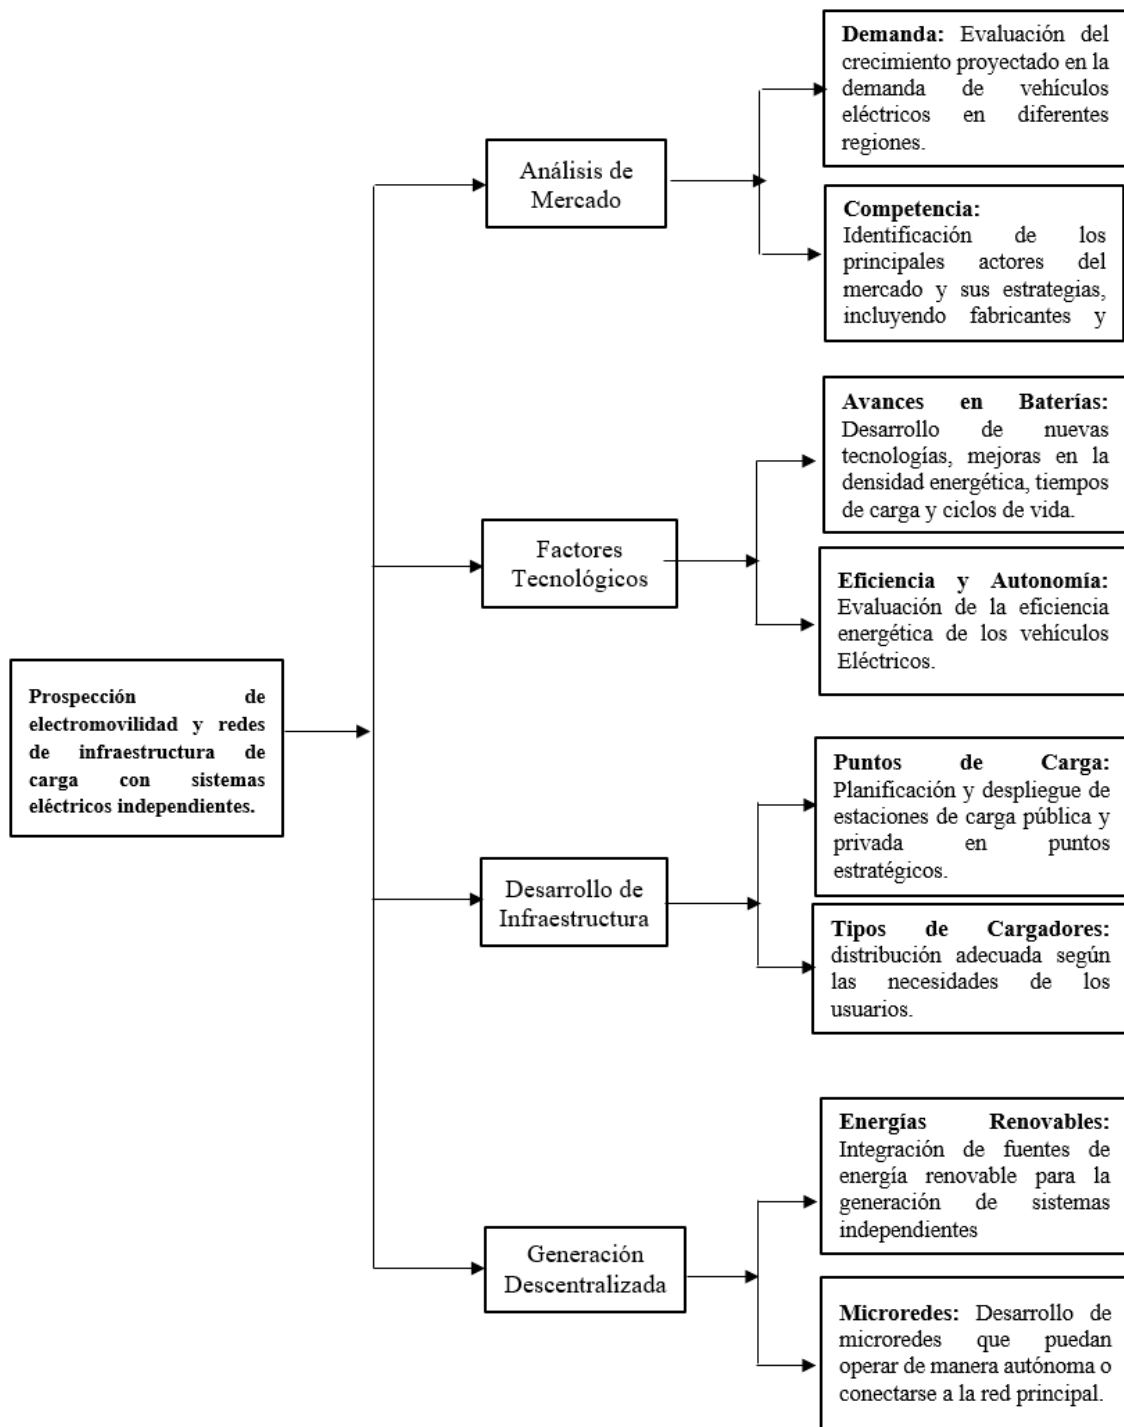 Prospección de
electromovilidad y redes
de infraestructura de
carga con sistemas
eléctricos independientes.
Análisis de
Mercado
Demanda: Evaluación del
crecimiento proyectado en la
demanda de vehículos
eléctricos en diferentes
regiones.
Competencia:
Identificación de los
principales actores del
mercado y sus estrategias,
incluyendo fabricantes y
Factores
Tecnológicos
Avances en Baterías:
Desarrollo de nuevas
tecnologías, mejoras en la
densidad energética, tiempos
de carga y ciclos de vida.
Eficiencia y Autonomía:
Evaluación de la eficiencia
energética de los vehículos
Eléctricos.
Desarrollo de
Infraestructura
Puntos de Carga:
Planificación y despliegue de
estaciones de carga pública y
privada en puntos
estratégicos.
Tipos de Cargadores:
distribución adecuada según
las necesidades de los
usuarios.
Generación
Descentralizada
Energías Renovables:
Integración de fuentes de
energía renovable para la
generación de sistemas
independientes
Microredes: Desarrollo de
microredes que puedan
operar de manera autónoma o
conectarse a la red principal.